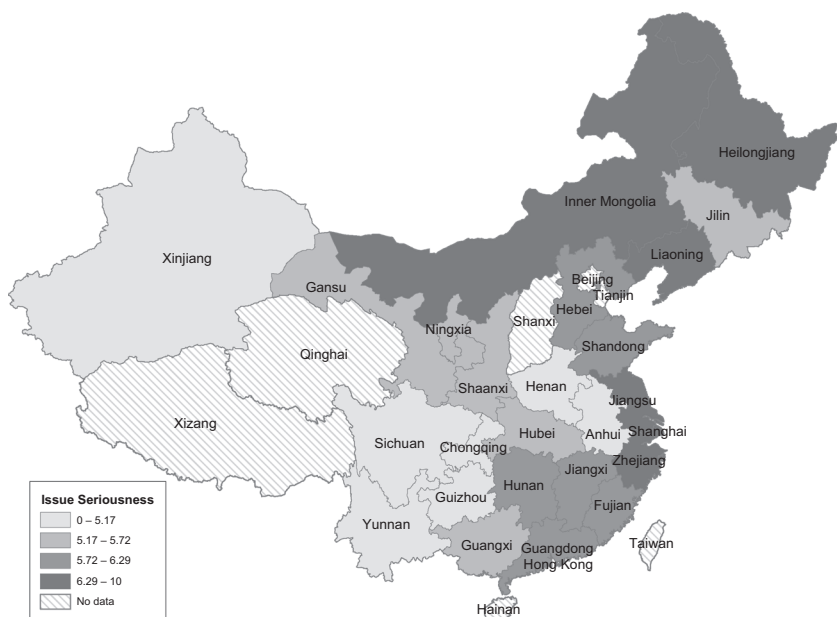 Heilongjiang
Inner Mongolia
Jilin
Liaoning
Xinjiang
Gansu
Beijing
Tianjin
Hebei
Shanxi
Ningxia
Shandong
Qinghai
Shaanxi
Henan
Jiangsu
Xizang
Sichuan
Chongqing
Hubei
Anhui
Shanghai
Zhejiang
Hunan
Jiangxi
Guizhou
Fujian
Yunnan
Guangxi
Guangdong
Hong Kong
Taiwan
Hainan
Issue Seriousness
0 – 5.17
5.17 – 5.72
5.72 – 6.29
6.29 – 10
No data